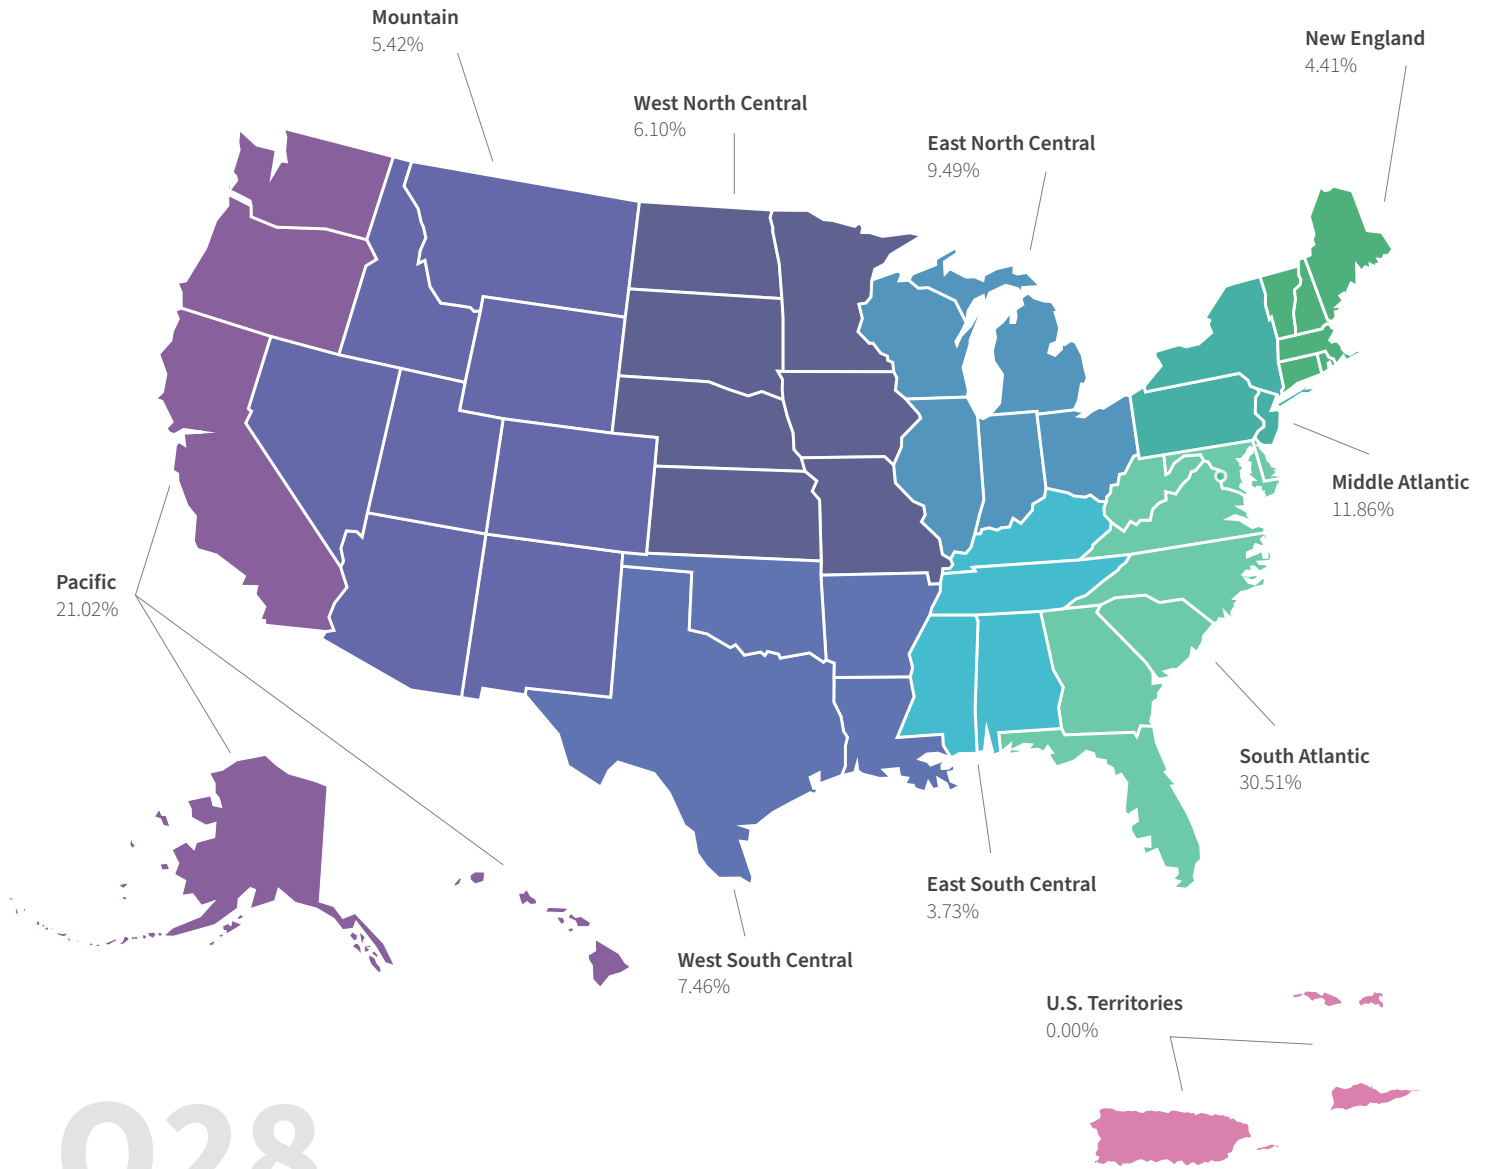 Mountain
5.42%
New England
4.41%
West North Central
6.10%
East North Central
9.49%
Middle Atlantic
11.86%
Pacific
21.02%
South Atlantic
30.51%
East South Central
3.73%
West South Central
7.46%
U.S. Territories
0.00%
Q28